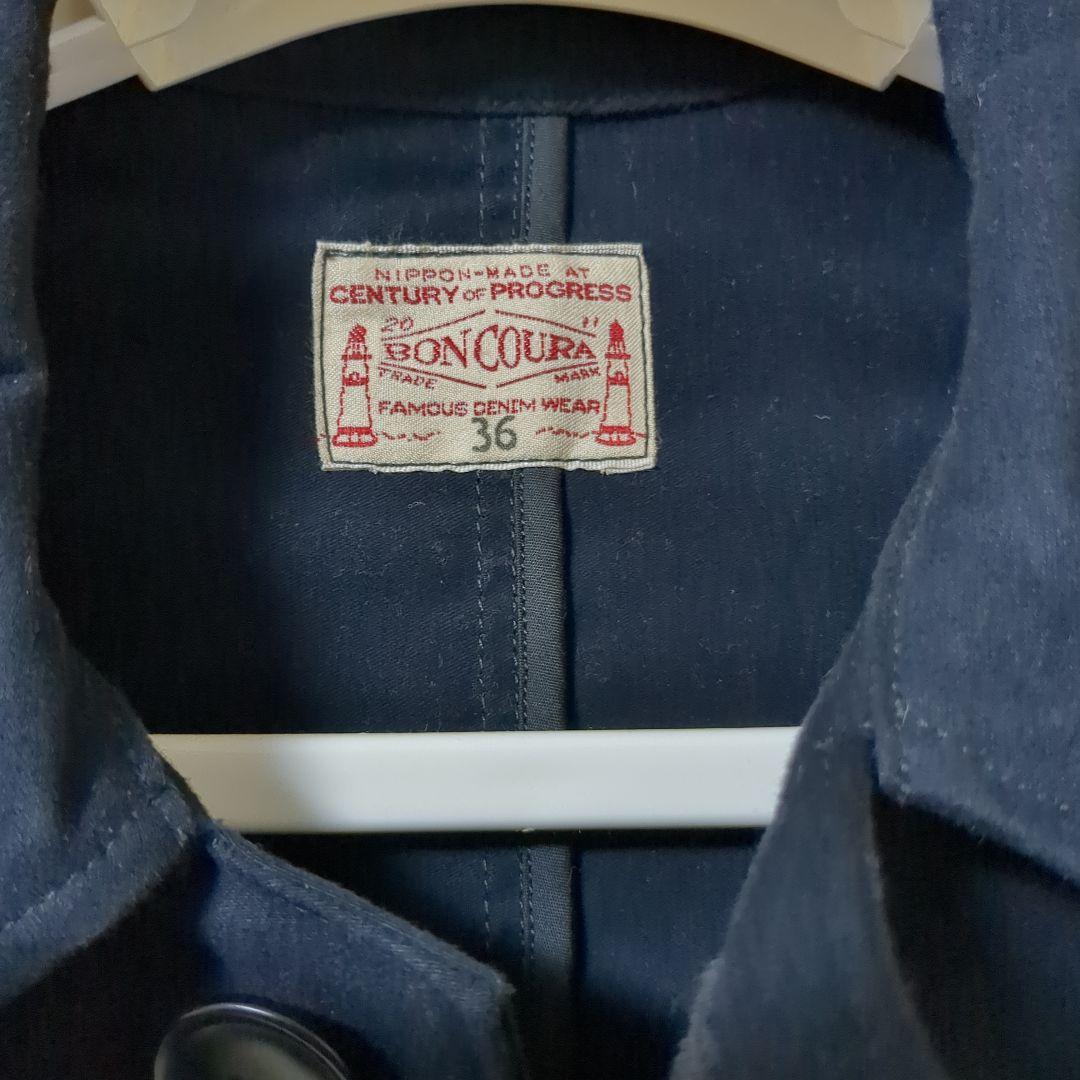 NIPPON-MADE AT
CENTURY OF PROGRESS
20 11
BONCOURA
TRADE MARK
FAMOUS DENIM WEAR
36